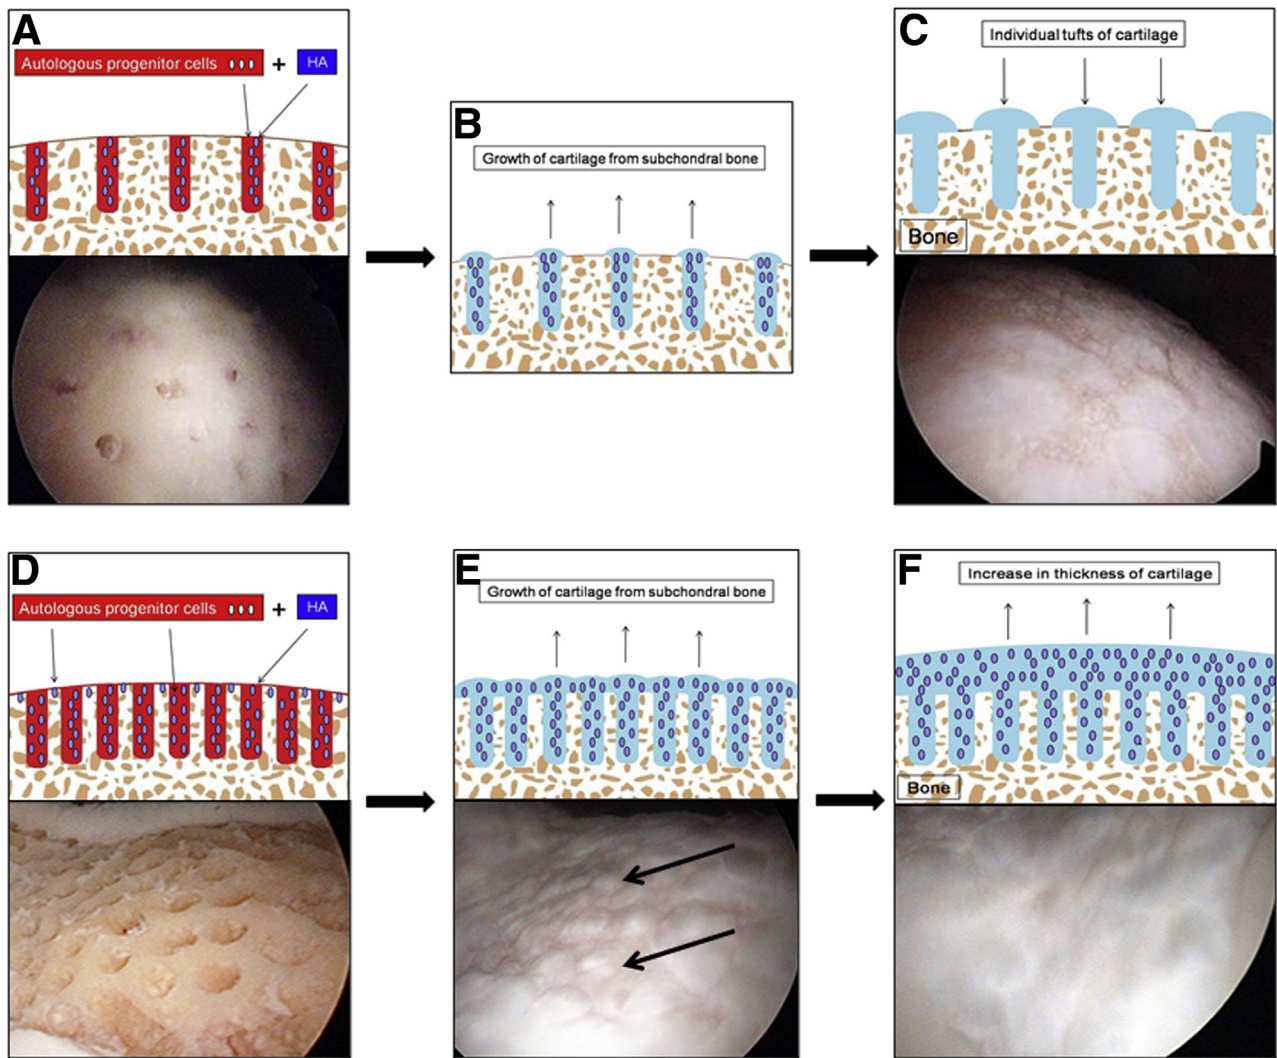 A
Autologous progenitor cells + HA
B
Growth of cartilage from subchondral bone
C
Individual tufts of cartilage
Bone
D
Autologous progenitor cells + HA
E
Growth of cartilage from subchondral bone
F
Increase in thickness of cartilage
Bone